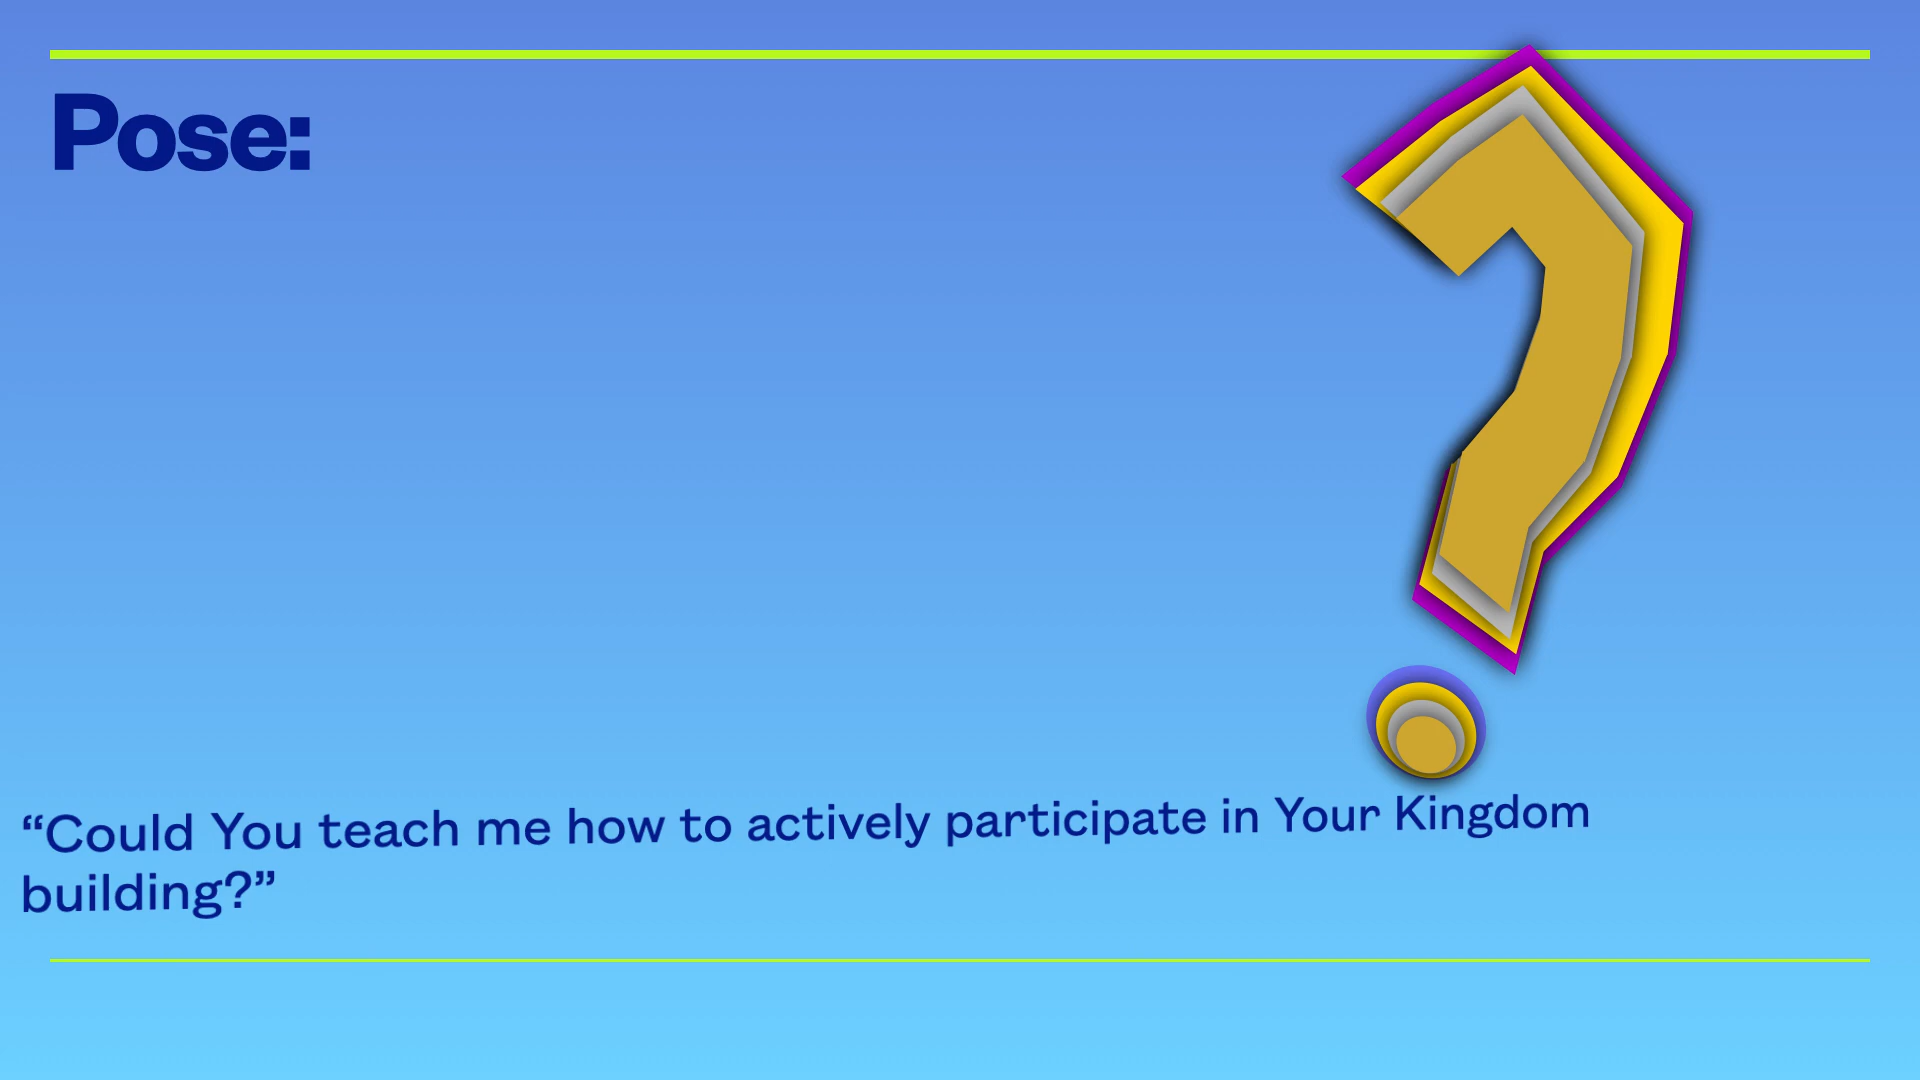 Pose:
“Could You teach me how to actively participate in Your Kingdom
building?”
?